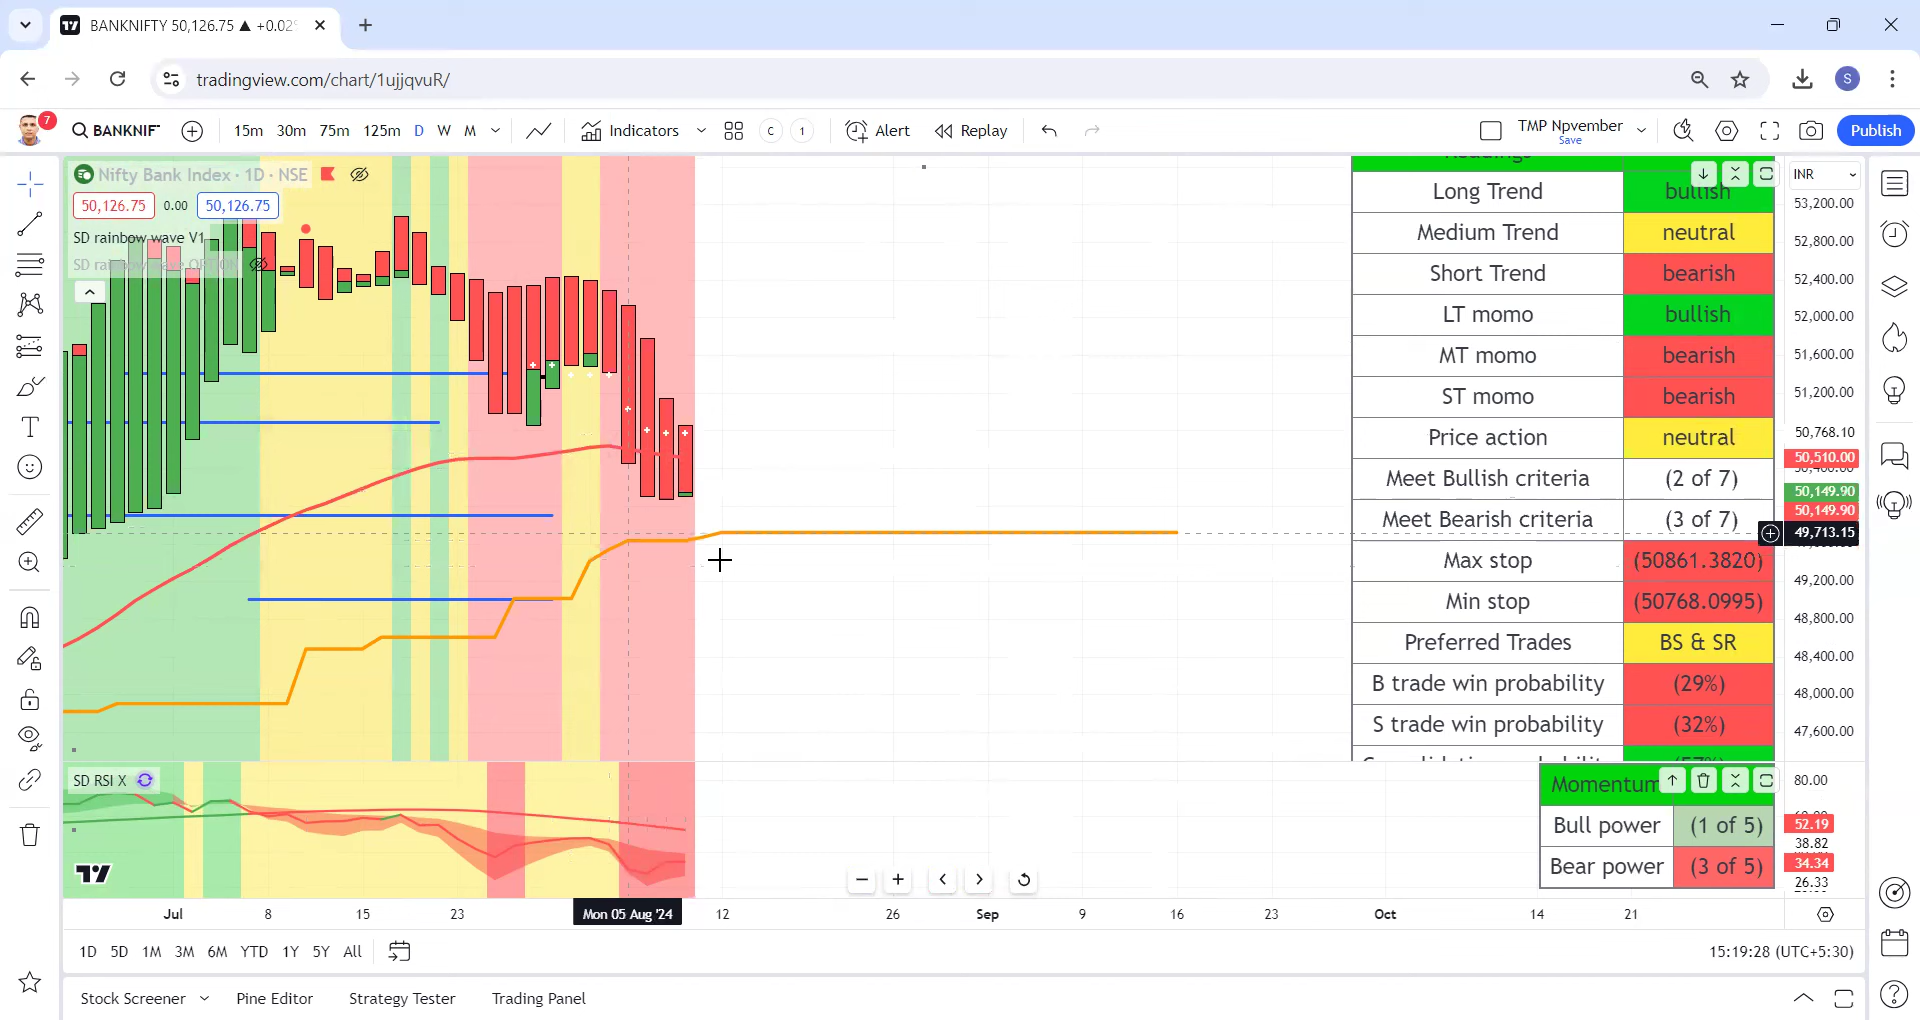 BANKNIFTY 50,126.75 ▲ +0.02
tradingview.com/chart/1ujjqvuR/
S
7
BANKNIF
15m 30m 75m 125m D W M
Indicators
C
1
Alert
Replay
TMP Npvember
Save
Publish
Nifty Bank Index · 1D · NSE
50,126.75 0.00 50,126.75
SD rainbow wave V1
INR
Long Trend bullish
Medium Trend neutral
Short Trend bearish
LT momo bullish
MT momo bearish
ST momo bearish
Price action neutral
Meet Bullish criteria (2 of 7)
Meet Bearish criteria (3 of 7)
Max stop (50861.3820)
Min stop (50768.0995)
Preferred Trades BS & SR
B trade win probability (29%)
S trade win probability (32%)
53,200.00
52,800.00
52,400.00
52,000.00
51,600.00
51,200.00
50,768.10
50,510.00
50,149.90
50,149.90
49,713.15
49,200.00
48,800.00
48,400.00
48,000.00
47,600.00
SD RSI X
Momentum
Bull power (1 of 5)
Bear power (3 of 5)
80.00
52.19
38.82
34.34
26.33
Jul 8 15 23 Mon 05 Aug '24 12 26 Sep 9 16 23 Oct 14 21
1D 5D 1M 3M 6M YTD 1Y 5Y All
15:19:28 (UTC+5:30)
Stock Screener Pine Editor Strategy Tester Trading Panel